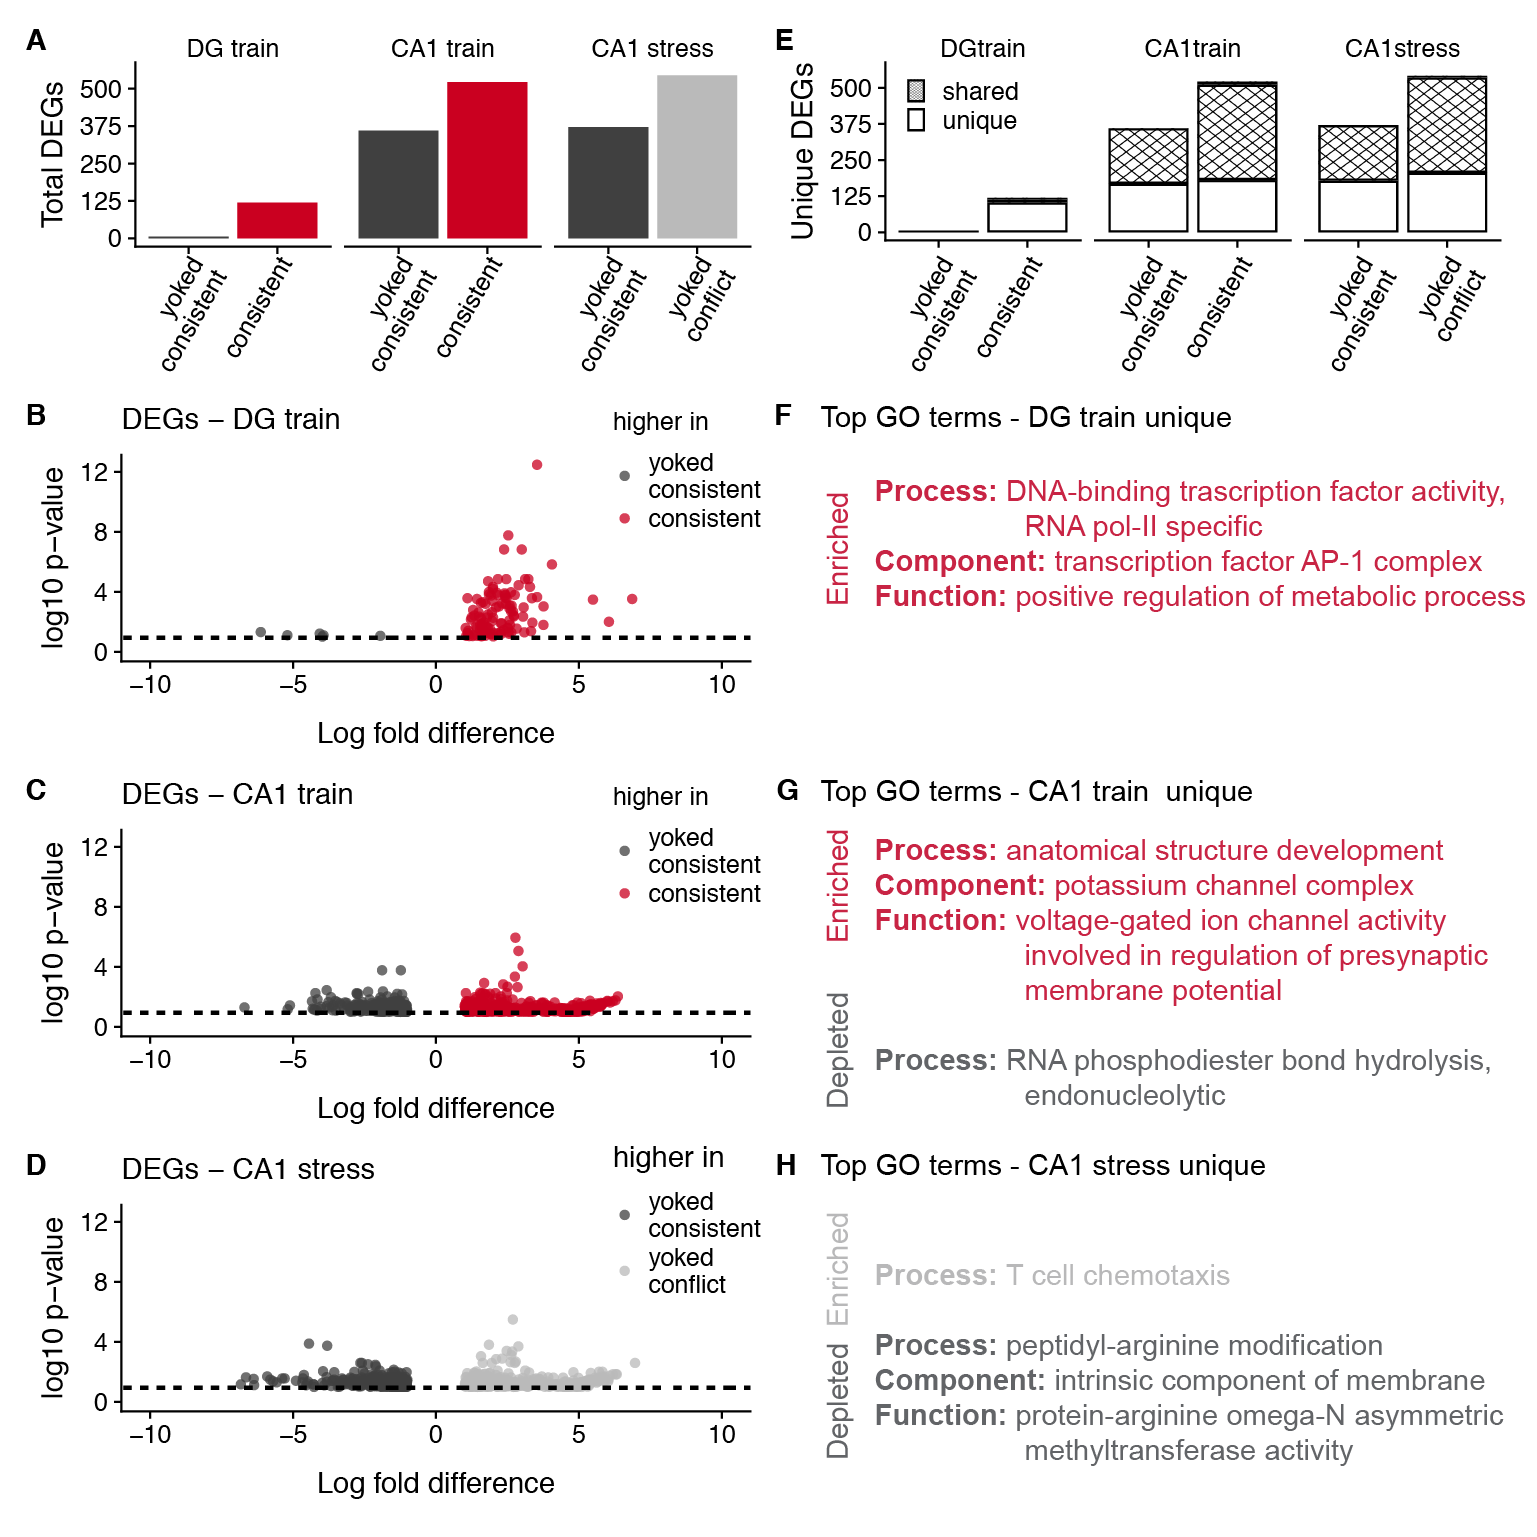 A
DG train
CA1 train
CA1 stress
Total DEGs
500
375
250
125
0
yoked
consistent
consistent
yoked
consistent
consistent
yoked
consistent
yoked
conflict
E
DGtrain
CA1train
CA1stress
Unique DEGs
500
375
250
125
0
shared
unique
yoked
consistent
consistent
yoked
consistent
consistent
yoked
consistent
yoked
conflict
B
DEGs – DG train
higher in
yoked
consistent
consistent
log10 p–value
12
8
4
0
–10
–5
0
5
10
Log fold difference
F
Top GO terms - DG train unique
Enriched
Process: DNA-binding trascription factor activity,
RNA pol-II specific
Component: transcription factor AP-1 complex
Function: positive regulation of metabolic process
C
DEGs – CA1 train
higher in
yoked
consistent
consistent
log10 p–value
12
8
4
0
–10
–5
0
5
10
Log fold difference
G
Top GO terms - CA1 train  unique
Enriched
Process: anatomical structure development
Component: potassium channel complex
Function: voltage-gated ion channel activity
involved in regulation of presynaptic
membrane potential
Depleted
Process: RNA phosphodiester bond hydrolysis,
endonucleolytic
D
DEGs – CA1 stress
higher in
yoked
consistent
yoked
conflict
log10 p–value
12
8
4
0
–10
–5
0
5
10
Log fold difference
H
Top GO terms - CA1 stress unique
Enriched
Process: T cell chemotaxis
Depleted
Process: peptidyl-arginine modification
Component: intrinsic component of membrane
Function: protein-arginine omega-N asymmetric
methyltransferase activity